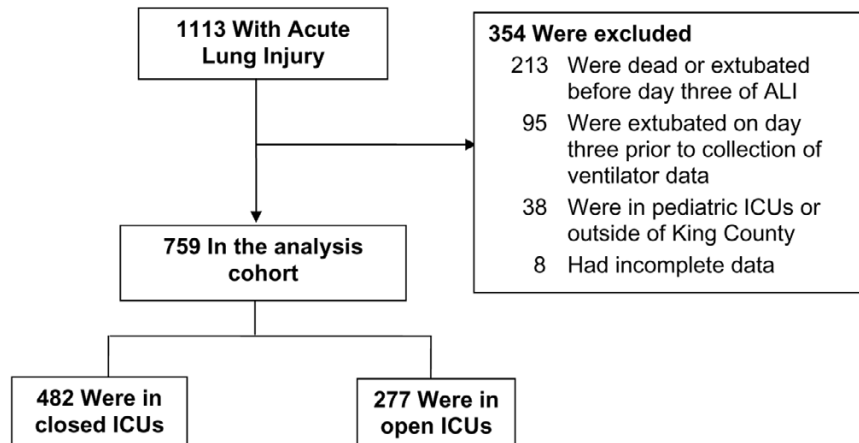 1113 With Acute
Lung Injury
354 Were excluded
213 Were dead or extubated
before day three of ALI
95 Were extubated on day
three prior to collection of
ventilator data
38 Were in pediatric ICUs or
outside of King County
8 Had incomplete data
759 In the analysis
cohort
482 Were in
closed ICUs
277 Were in
open ICUs